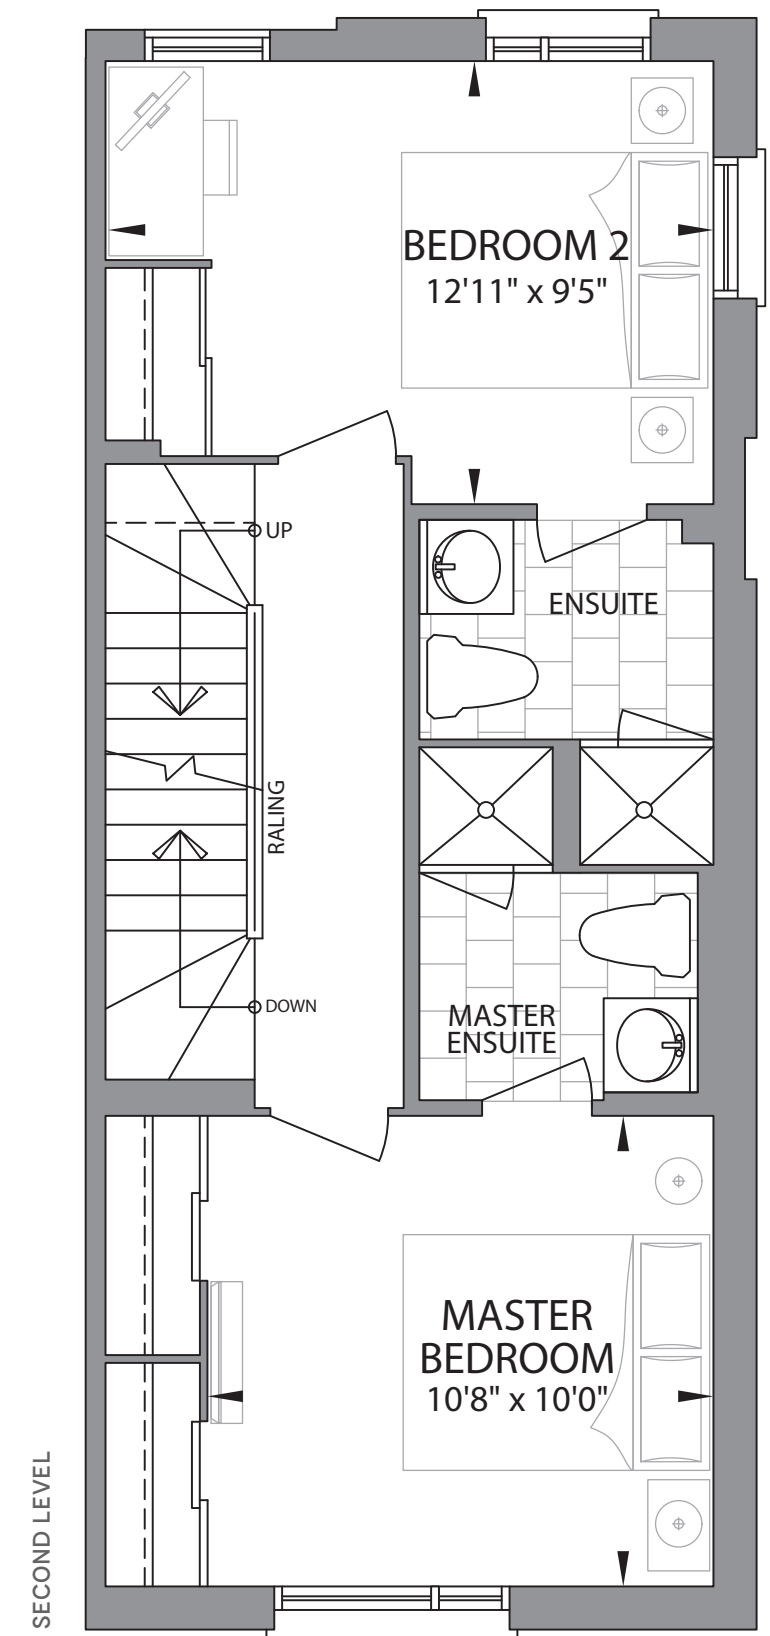 BEDROOM 2
12'11" x 9'5"
UP
ENSUITE
RALING
DOWN
MASTER
ENSUITE
MASTER
BEDROOM
10'8" x 10'0"
SECOND LEVEL